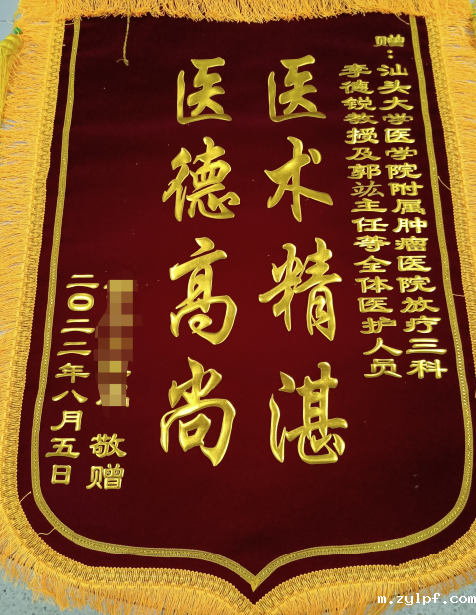 赠：汕头大学医学院附属肿瘤医院放疗三科
李德锐教授及郭竑主任等全体医护人员
医术精湛
医德高尚
敬赠
二〇二二年八月五日
m.zylpf.com